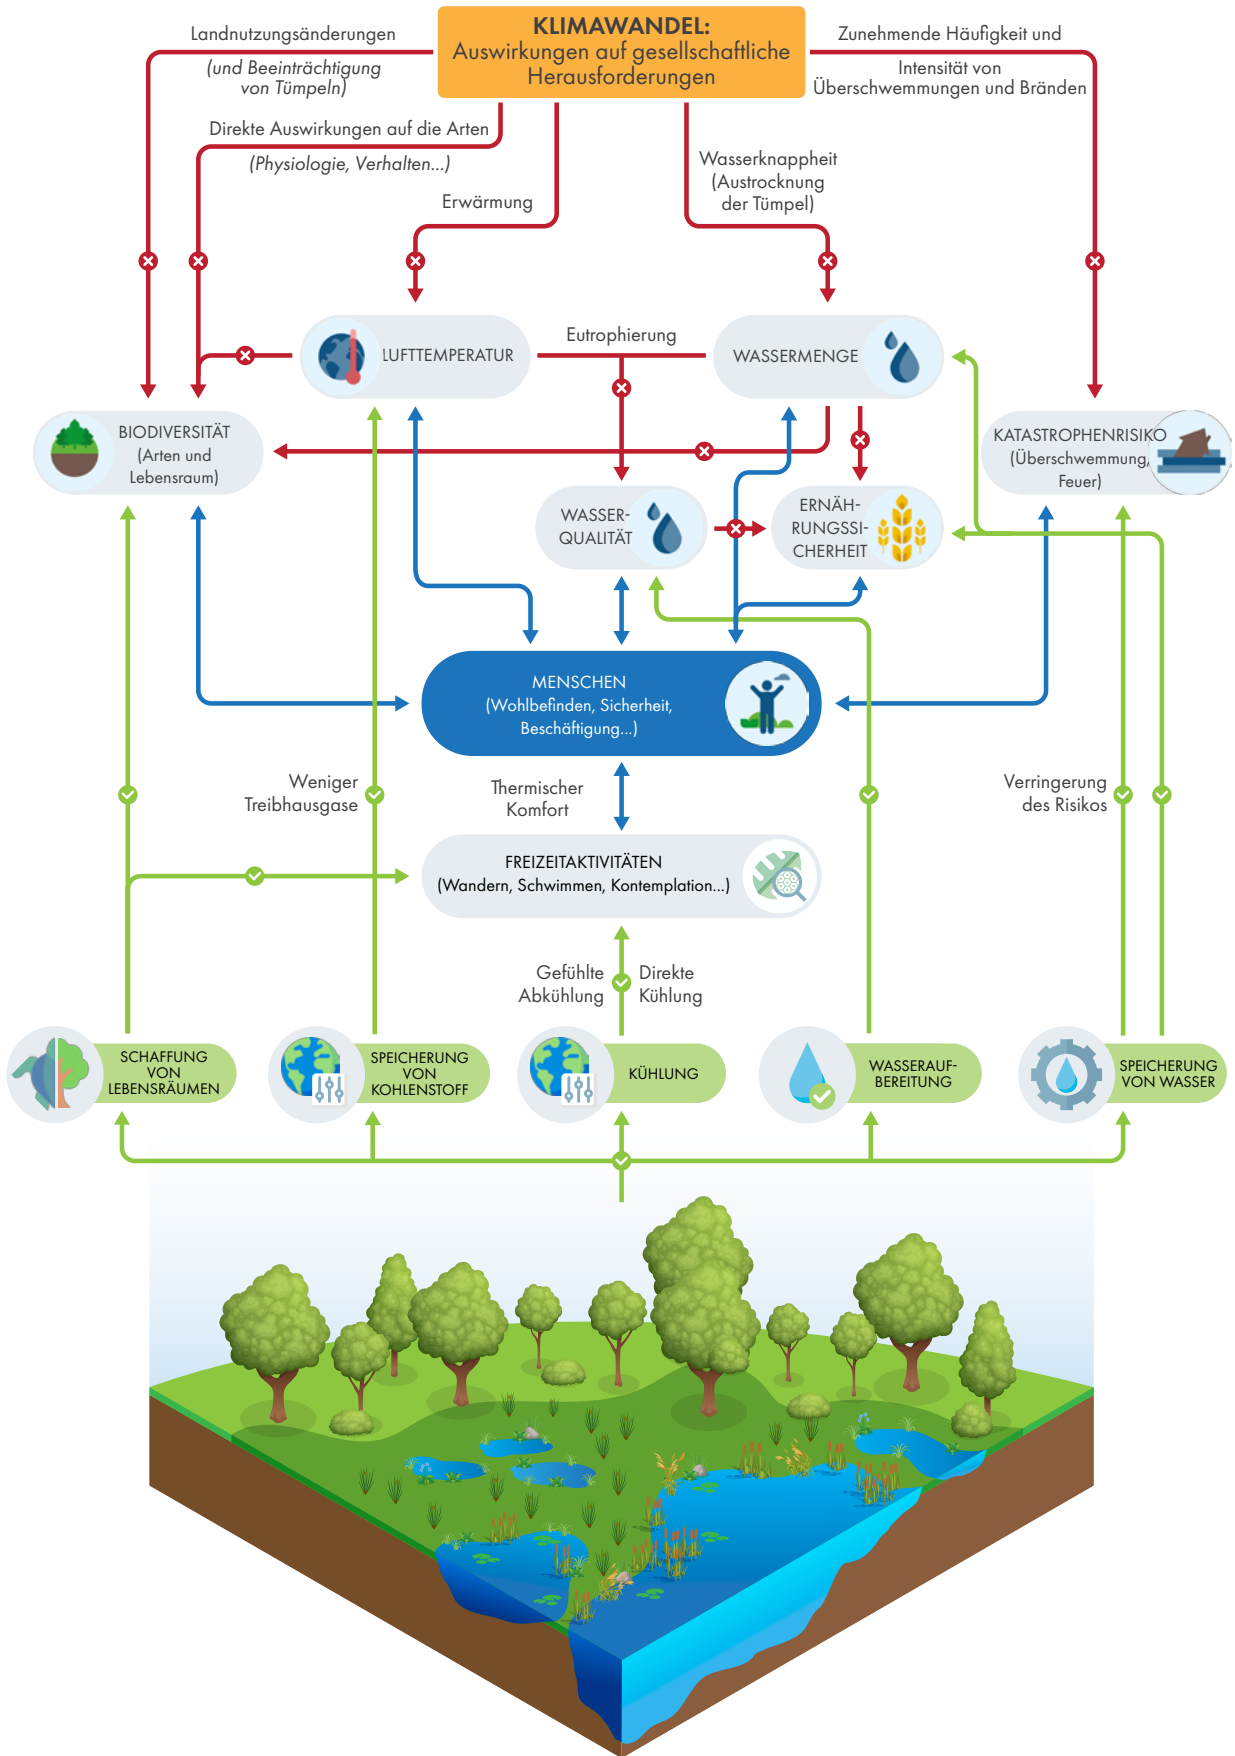 KLIMAWANDEL:
Auswirkungen auf gesellschaftliche
Herausforderungen
Landnutzungsänderungen
(und Beeinträchtigung
von Tümpeln)
Direkte Auswirkungen auf die Arten
(Physiologie, Verhalten...)
Erwärmung
Wasserknappheit
(Austrocknung
der Tümpel)
Zunehmende Häufigkeit und
Intensität von
Überschwemmungen und Bränden
LUFTTEMPERATUR
Eutrophierung
WASSERMENGE
BIODIVERSITÄT
(Arten und
Lebensraum)
KATASTROPHENRISIKO
(Überschwemmung,
Feuer)
WASSER-
QUALITÄT
ERNÄH-
RUNGSSI-
CHERHEIT
MENSCHEN
(Wohlbefinden, Sicherheit,
Beschäftigung...)
Weniger
Treibhausgase
Thermischer
Komfort
Verringerung
des Risikos
FREIZEITAKTIVITÄTEN
(Wandern, Schwimmen, Kontemplation...)
Gefühlte
Abkühlung
Direkte
Kühlung
SCHAFFUNG
VON
LEBENSRÄUMEN
SPEICHERUNG
VON
KOHLENSTOFF
KÜHLUNG
WASSERAUF-
BEREITUNG
SPEICHERUNG
VON WASSER